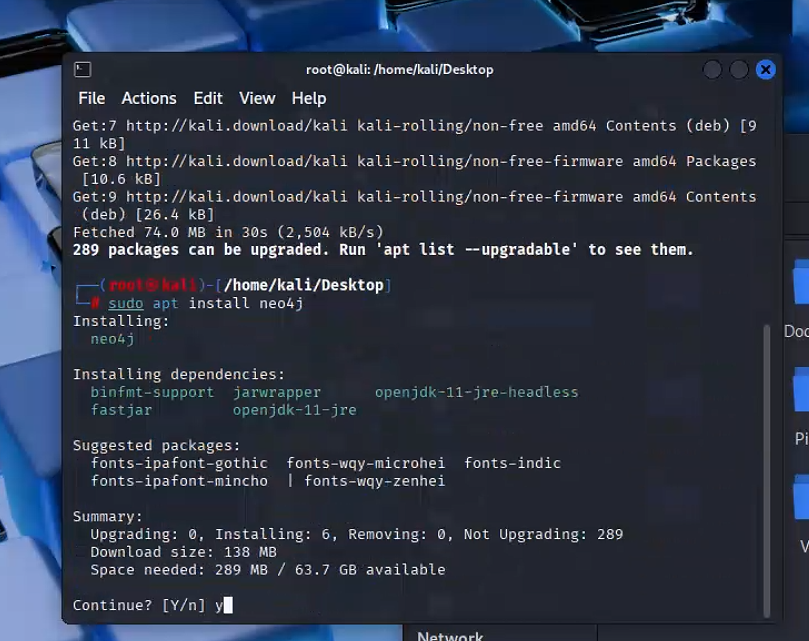 root@kali: /home/kali/Desktop
File Actions Edit View Help
Get:7 http://kali.download/kali kali-rolling/non-free amd64 Contents (deb) [9
11 kB]
Get:8 http://kali.download/kali kali-rolling/non-free-firmware amd64 Packages
[10.6 kB]
Get:9 http://kali.download/kali kali-rolling/non-free-firmware amd64 Contents
(deb) [26.4 kB]
Fetched 74.0 MB in 30s (2,504 kB/s)
289 packages can be upgraded. Run 'apt list --upgradable' to see them.
┌──(root㉿kali)-[/home/kali/Desktop]
└─# sudo apt install neo4j
Installing:
neo4j
Installing dependencies:
binfmt-support jarwrapper openjdk-11-jre-headless
fastjar openjdk-11-jre
Suggested packages:
fonts-ipafont-gothic fonts-wqy-microhei fonts-indic
fonts-ipafont-mincho | fonts-wqy-zenhei
Summary:
Upgrading: 0, Installing: 6, Removing: 0, Not Upgrading: 289
Download size: 138 MB
Space needed: 289 MB / 63.7 GB available
Continue? [Y/n] y
Network